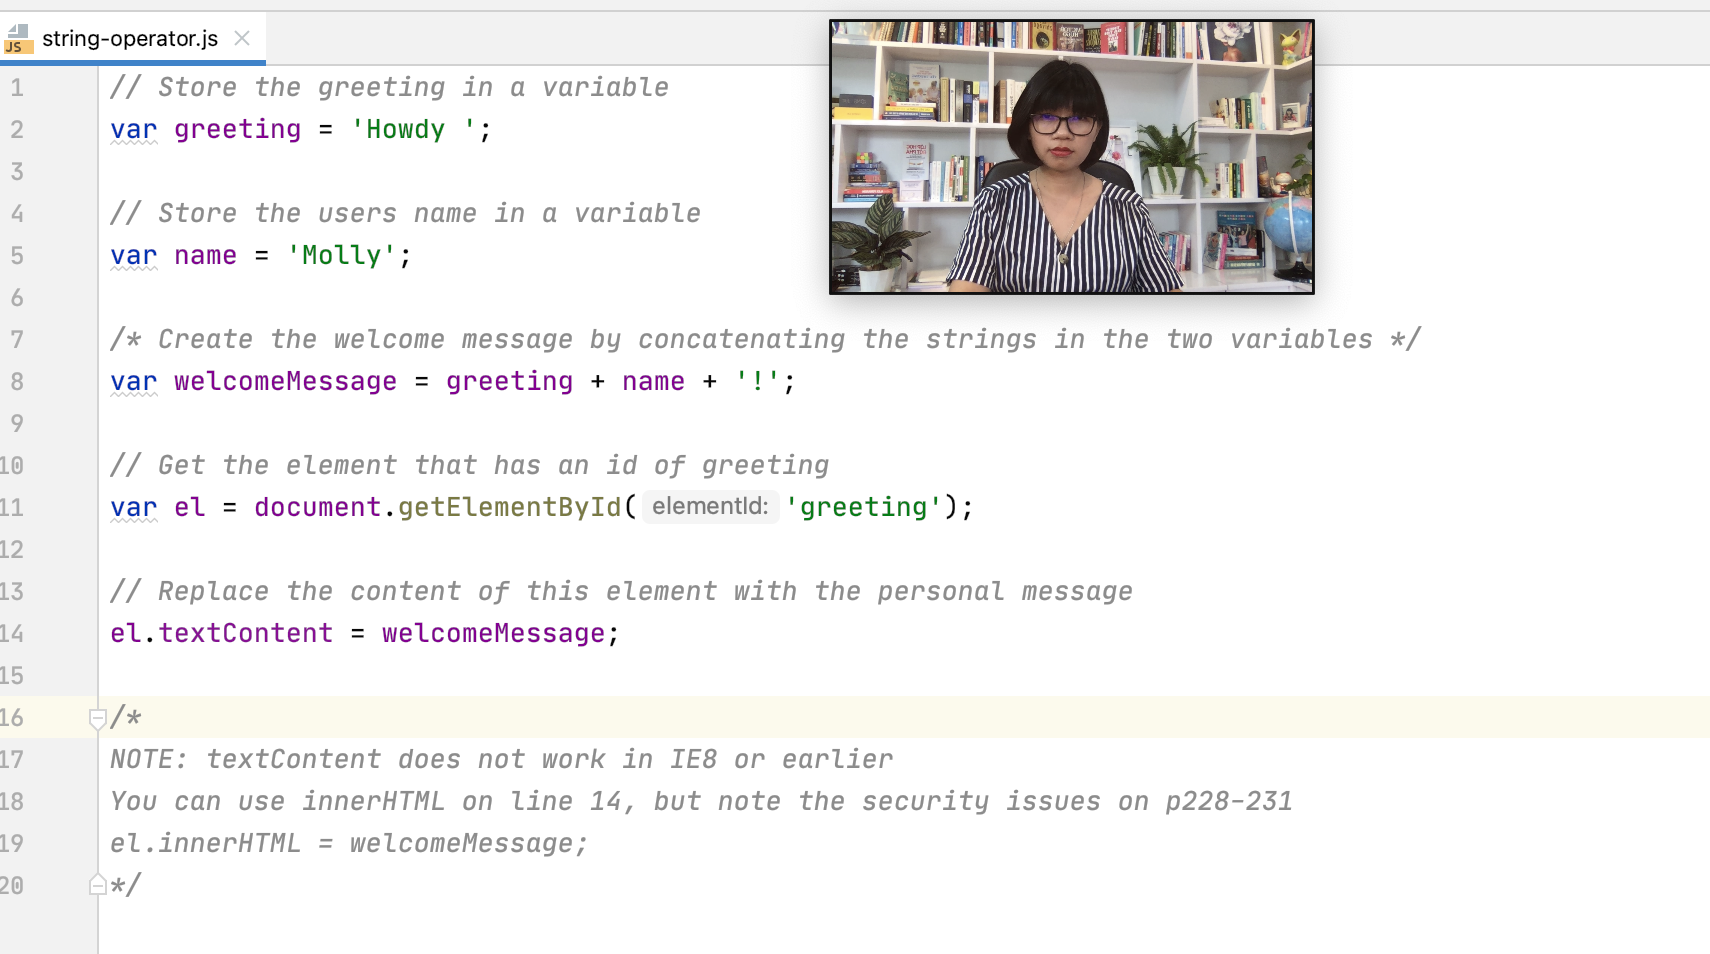 JS string-operator.js
1 // Store the greeting in a variable
2 var greeting = 'Howdy ';
3
4 // Store the users name in a variable
5 var name = 'Molly';
6
7 /* Create the welcome message by concatenating the strings in the two variables */
8 var welcomeMessage = greeting + name + '!';
9
10 // Get the element that has an id of greeting
11 var el = document.getElementById( elementId: 'greeting');
12
13 // Replace the content of this element with the personal message
14 el.textContent = welcomeMessage;
15
16 /*
17 NOTE: textContent does not work in IE8 or earlier
18 You can use innerHTML on line 14, but note the security issues on p228-231
19 el.innerHTML = welcomeMessage;
20 */